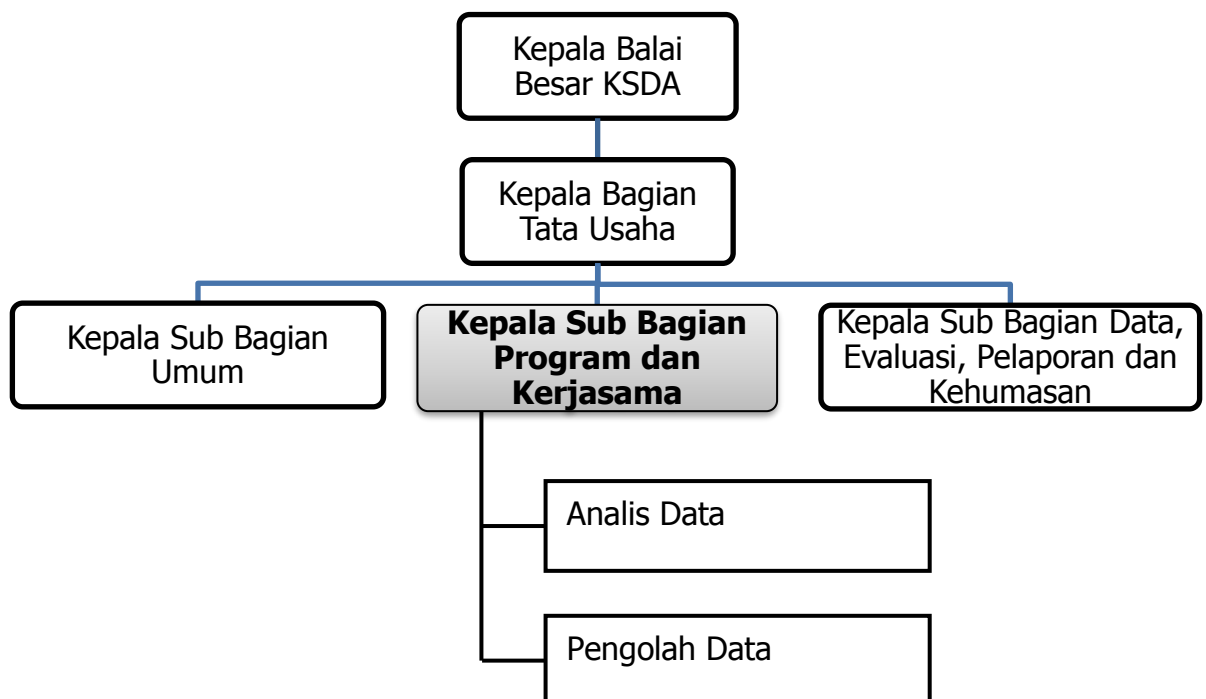 Kepala Balai
Besar KSDA
Kepala Bagian
Tata Usaha
Kepala Sub Bagian
Umum
Kepala Sub Bagian
Program dan
Kerjasama
Kepala Sub Bagian Data,
Evaluasi, Pelaporan dan
Kehumasan
Analis Data
Pengolah Data